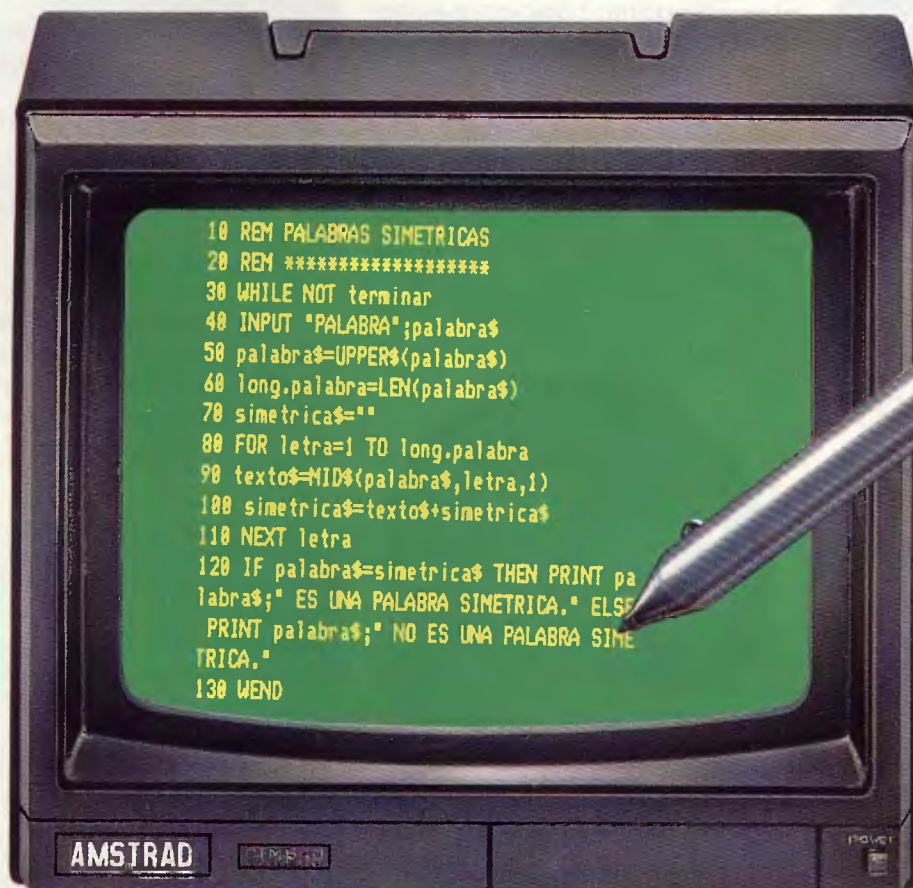 10 REM PALABRAS SIMETRICAS
20 REM *******************
30 WHILE NOT terminar
40 INPUT "PALABRA";palabra$
50 palabra$=UPPER$(palabra$)
60 long.palabra=LEN(palabra$)
70 simetrica$=""
80 FOR letra=1 TO long.palabra
90 texto$=MID$(palabra$,letra,1)
100 simetrica$=texto$+simetrica$
110 NEXT letra
120 IF palabra$=simetrica$ THEN PRINT pa
labra$;" ES UNA PALABRA SIMETRICA." ELSE
PRINT palabra$;" NO ES UNA PALABRA SIME
TRICA."
130 WEND
AMSTRAD
power